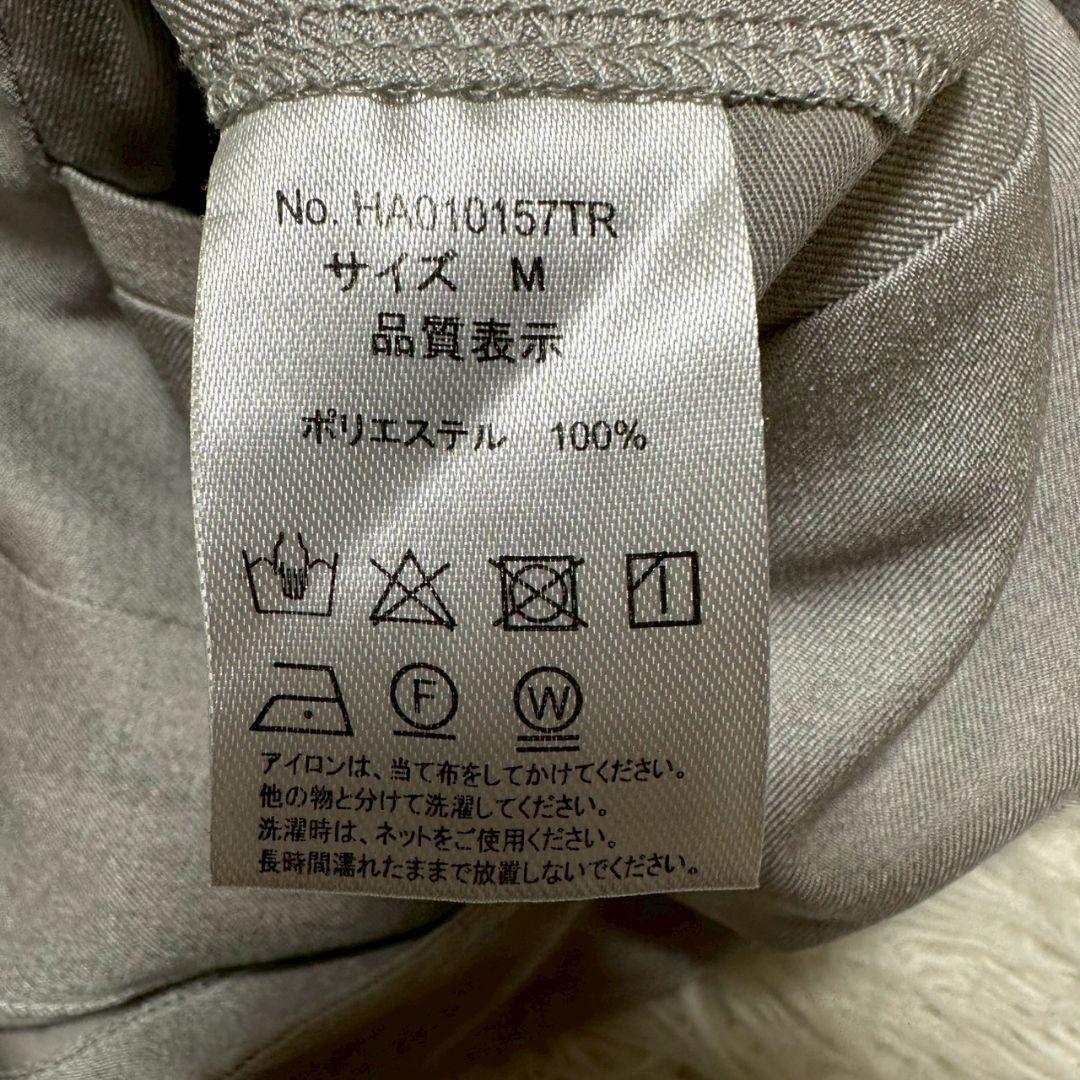 No. HA010157TR
サイズ M
品質表示
ポリエステル 100%
F W
アイロンは、当て布をしてかけてください。
他の物と分けて洗濯してください。
洗濯時は、ネットをご使用ください。
長時間濡れたままで放置しないでください。